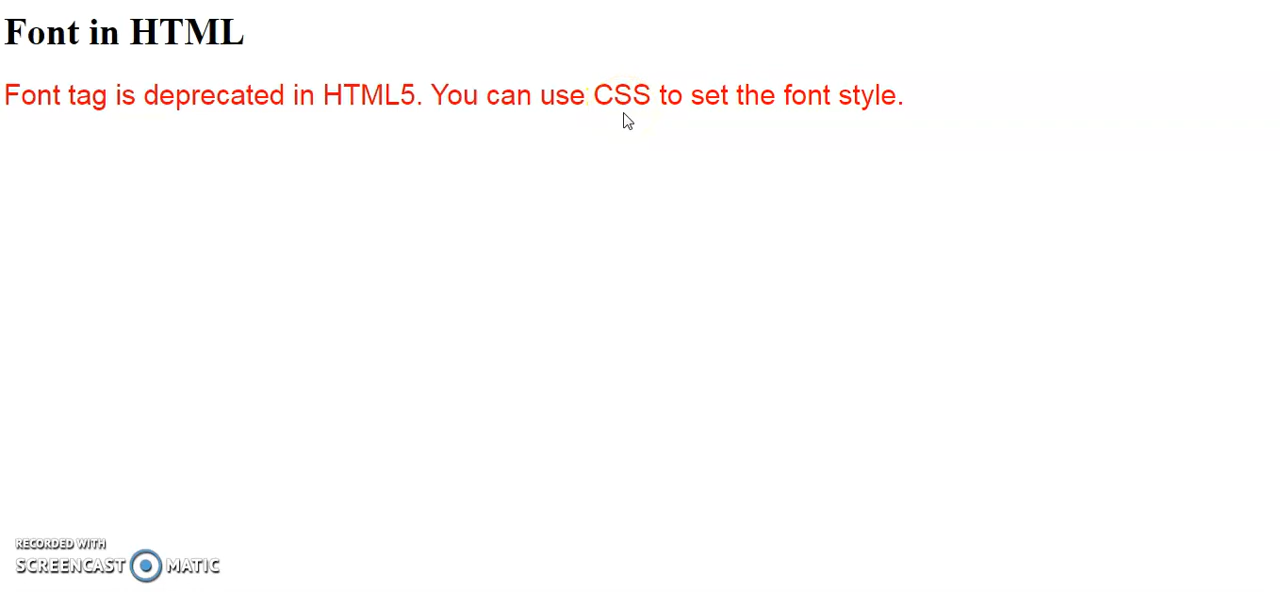 Font in HTML
Font tag is deprecated in HTML5. You can use CSS to set the font style.
RECORDED WITH
SCREENCAST MATIC